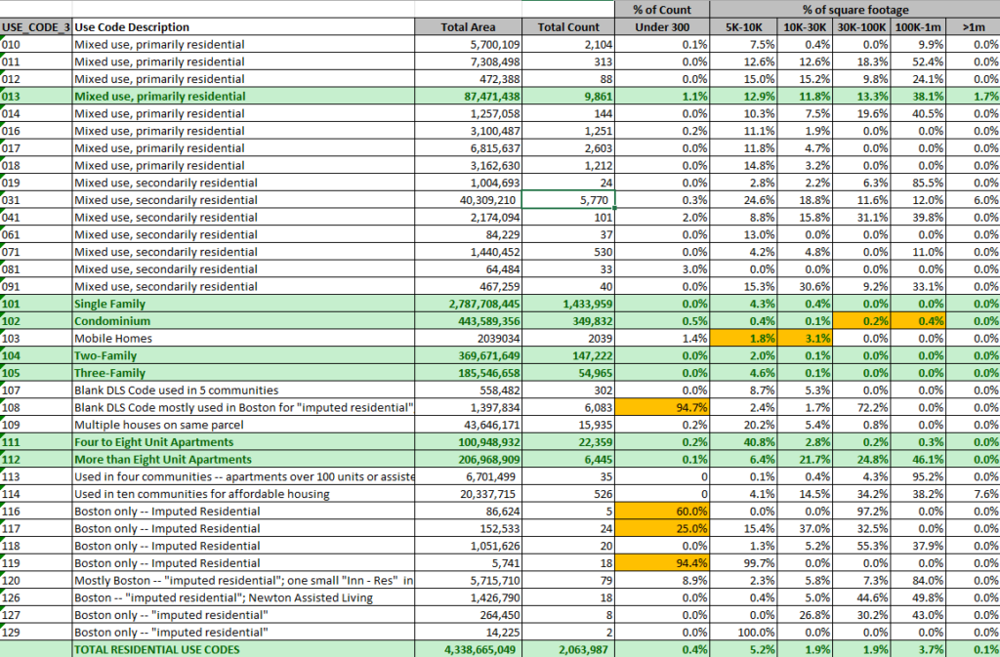 % of Count % of square footage
USE_CODE_3 Use Code Description Total Area Total Count Under 300 5K-10K 10K-30K 30K-100K 100K-1m >1m
010 Mixed use, primarily residential 5,700,109 2,104 0.1% 7.5% 0.4% 0.0% 9.9% 0.0%
011 Mixed use, primarily residential 7,308,498 313 0.0% 12.6% 12.6% 18.3% 52.4% 0.0%
012 Mixed use, primarily residential 472,388 88 0.0% 15.0% 15.2% 9.8% 24.1% 0.0%
013 Mixed use, primarily residential 87,471,438 9,861 1.1% 12.9% 11.8% 13.3% 38.1% 1.7%
014 Mixed use, primarily residential 1,257,058 144 0.0% 10.3% 7.5% 19.6% 40.5% 0.0%
016 Mixed use, primarily residential 3,100,487 1,251 0.2% 11.1% 1.9% 0.0% 0.0% 0.0%
017 Mixed use, primarily residential 6,815,637 2,603 0.0% 11.8% 4.7% 0.0% 0.0% 0.0%
018 Mixed use, primarily residential 3,162,630 1,212 0.0% 14.8% 3.2% 0.0% 0.0% 0.0%
019 Mixed use, secondarily residential 1,004,693 24 0.0% 2.8% 2.2% 6.3% 85.5% 0.0%
031 Mixed use, secondarily residential 40,309,210 5,770 0.3% 24.6% 18.8% 11.6% 12.0% 6.0%
041 Mixed use, secondarily residential 2,174,094 101 2.0% 8.8% 15.8% 31.1% 39.8% 0.0%
061 Mixed use, secondarily residential 84,229 37 0.0% 13.0% 0.0% 0.0% 0.0% 0.0%
071 Mixed use, secondarily residential 1,440,452 530 0.0% 4.2% 4.8% 0.0% 11.0% 0.0%
081 Mixed use, secondarily residential 64,484 33 3.0% 0.0% 0.0% 0.0% 0.0% 0.0%
091 Mixed use, secondarily residential 467,259 40 0.0% 15.3% 30.6% 9.2% 33.1% 0.0%
101 Single Family 2,787,708,445 1,433,959 0.0% 4.3% 0.4% 0.0% 0.0% 0.0%
102 Condominium 443,589,356 349,832 0.5% 0.4% 0.1% 0.2% 0.4% 0.0%
103 Mobile Homes 2039034 2039 1.4% 1.8% 3.1% 0.0% 0.0% 0.0%
104 Two-Family 369,671,649 147,222 0.0% 2.0% 0.1% 0.0% 0.0% 0.0%
105 Three-Family 185,546,658 54,965 0.0% 4.6% 0.1% 0.0% 0.0% 0.0%
107 Blank DLS Code used in 5 communities 558,482 302 0.0% 8.7% 5.3% 0.0% 0.0% 0.0%
108 Blank DLS Code mostly used in Boston for "imputed residential" 1,397,834 6,083 94.7% 2.4% 1.7% 72.2% 0.0% 0.0%
109 Multiple houses on same parcel 43,646,171 15,935 0.2% 20.2% 5.4% 0.8% 0.0% 0.0%
111 Four to Eight Unit Apartments 100,948,932 22,359 0.2% 40.8% 2.8% 0.2% 0.3% 0.0%
112 More than Eight Unit Apartments 206,968,909 6,445 0.1% 6.4% 21.7% 24.8% 46.1% 0.0%
113 Used in four communities -- apartments over 100 units or assiste 6,701,499 35 0 0.1% 0.4% 4.3% 95.2% 0.0%
114 Used in ten communities for affordable housing 20,337,715 526 0 4.1% 14.5% 34.2% 38.2% 7.6%
116 Boston only -- Imputed Residential 86,624 5 60.0% 0.0% 0.0% 97.2% 0.0% 0.0%
117 Boston only -- Imputed Residential 152,533 24 25.0% 15.4% 37.0% 32.5% 0.0% 0.0%
118 Boston only -- Imputed Residential 1,051,626 20 0.0% 1.3% 5.2% 55.3% 37.9% 0.0%
119 Boston only -- Imputed Residential 5,741 18 94.4% 99.7% 0.0% 0.0% 0.0% 0.0%
120 Mostly Boston -- "imputed residential"; one small "Inn - Res" in 5,715,710 79 8.9% 2.3% 5.8% 7.3% 84.0% 0.0%
126 Boston -- "imputed residential"; Newton Assisted Living 1,426,790 18 0.0% 0.4% 5.0% 44.6% 49.8% 0.0%
127 Boston only -- "imputed residential" 264,450 8 0.0% 0.0% 26.8% 30.2% 43.0% 0.0%
129 Boston only -- "imputed residential" 14,225 2 0.0% 100.0% 0.0% 0.0% 0.0% 0.0%
TOTAL RESIDENTIAL USE CODES 4,338,665,049 2,063,987 0.4% 5.2% 1.9% 1.9% 3.7% 0.1%